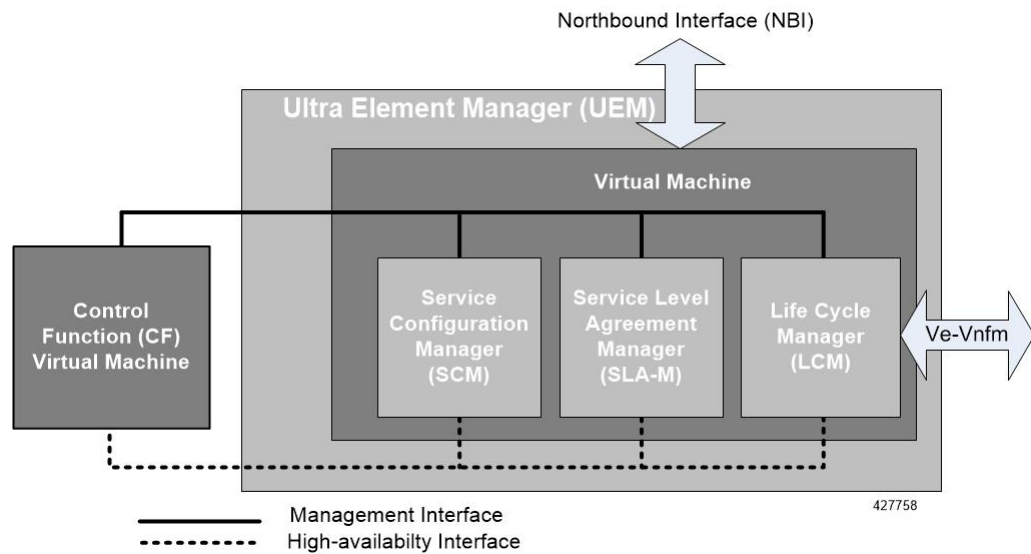 Northbound Interface (NBI)
Ultra Element Manager (UEM)
Virtual Machine
Control
Function (CF)
Virtual Machine
Service
Configuration
Manager
(SCM)
Service Level
Agreement
Manager
(SLA-M)
Life Cycle
Manager
(LCM)
Ve-Vnfm
427758
Management Interface
High-availabilty Interface